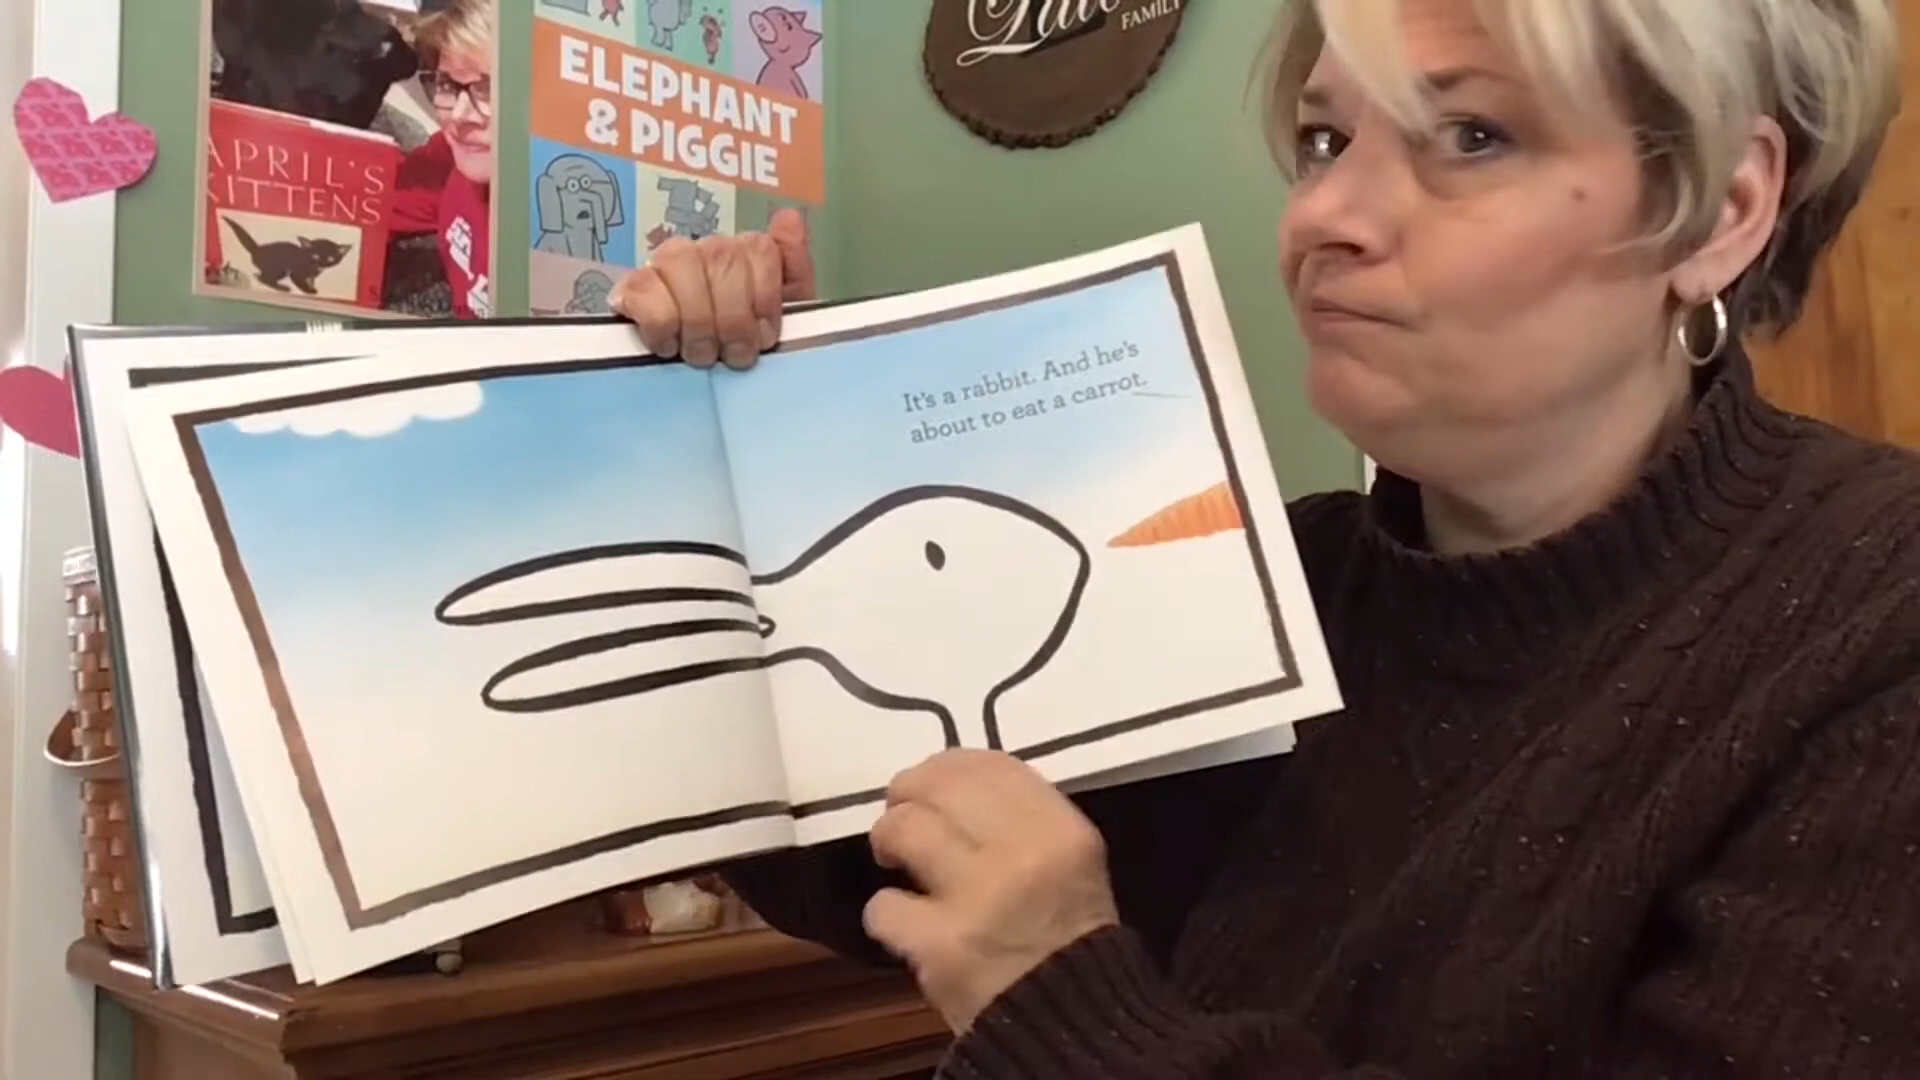 APRIL'S
KITTENS
ELEPHANT
& PIGGIE
FAMILY
It's a rabbit. And he's
about to eat a carrot.